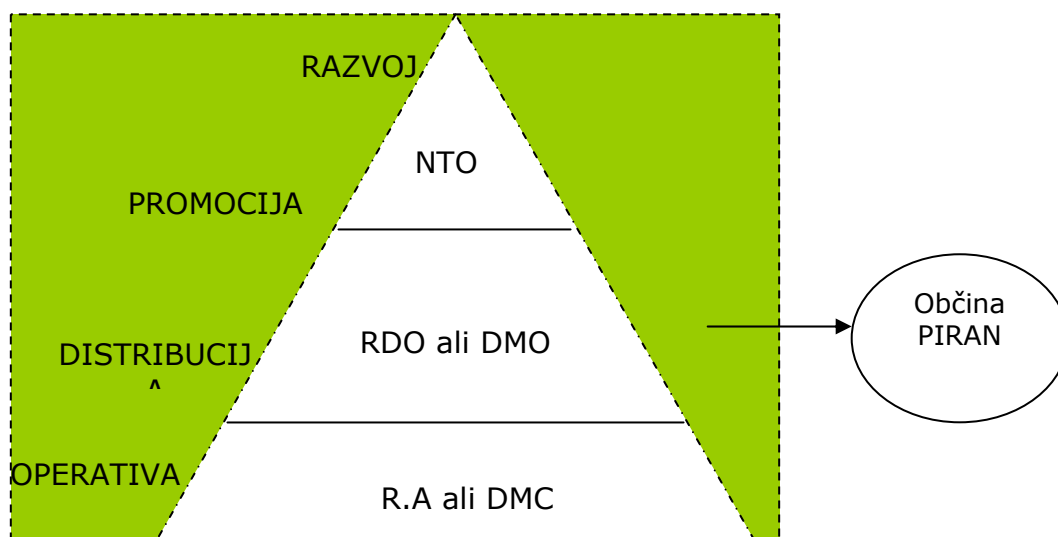 RAZVOJ
NTO
PROMOCIJA
Občina
PIRAN
RDO ali DMO
DISTRIBUCIJ
A
OPERATIVA
R.A ali DMC